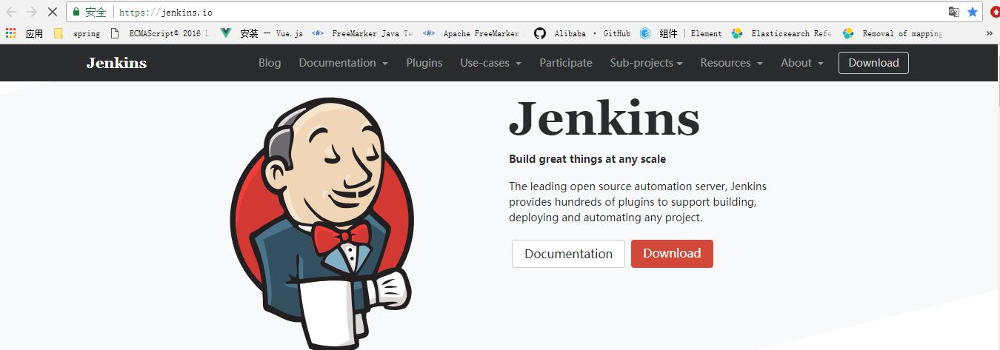 安全 https://jenkins.io
应用 spring ECMAScript® 2016 L 安装 — Vue.js FreeMarker Java Te Apache FreeMarker Alibaba · GitHub 组件 | Element Elasticsearch Refe Removal of mapping »
Jenkins Blog Documentation Plugins Use-cases Participate Sub-projects Resources About Download
Jenkins
Build great things at any scale
The leading open source automation server, Jenkins
provides hundreds of plugins to support building,
deploying and automating any project.
Documentation Download